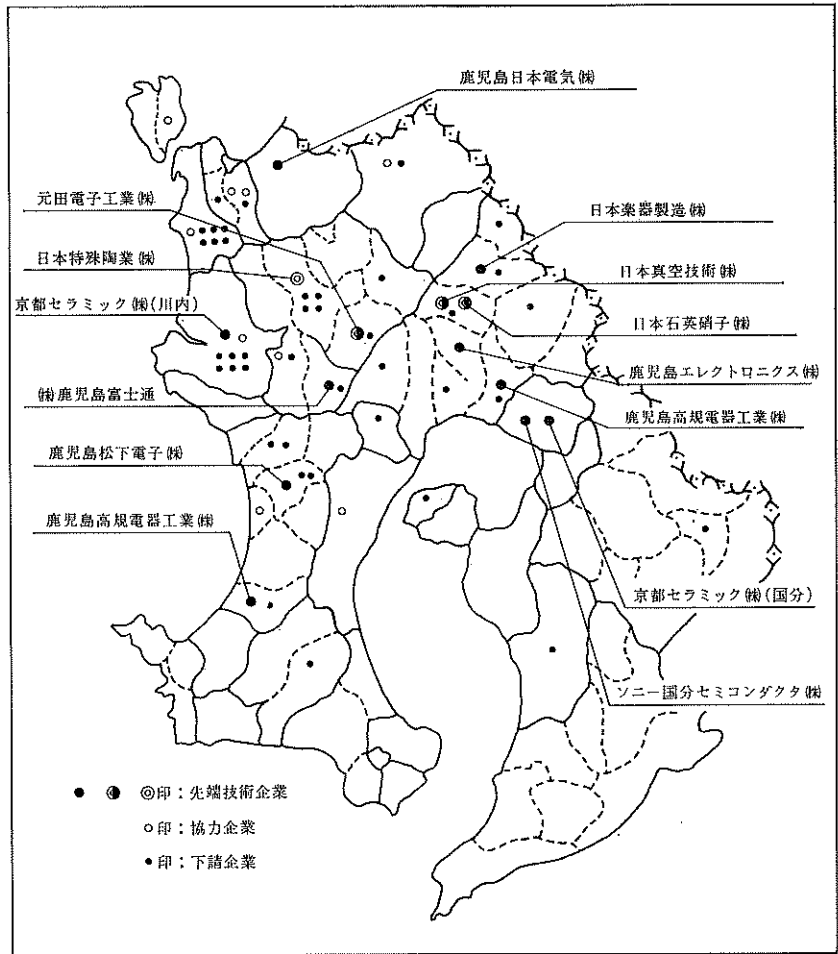 鹿児島日本電気㈱
元田電子工業㈱
日本特殊陶業㈱
京都セラミック㈱(川内)
㈱鹿児島富士通
鹿児島松下電子㈱
鹿児島高規電器工業㈱
日本楽器製造㈱
日本真空技術㈱
日本石英硝子㈱
鹿児島エレクトロニクス㈱
鹿児島高規電器工業㈱
京都セラミック㈱(国分)
ソニー国分セミコンダクタ㈱
● ◐ ◎印：先端技術企業
○印：協力企業
•印：下請企業